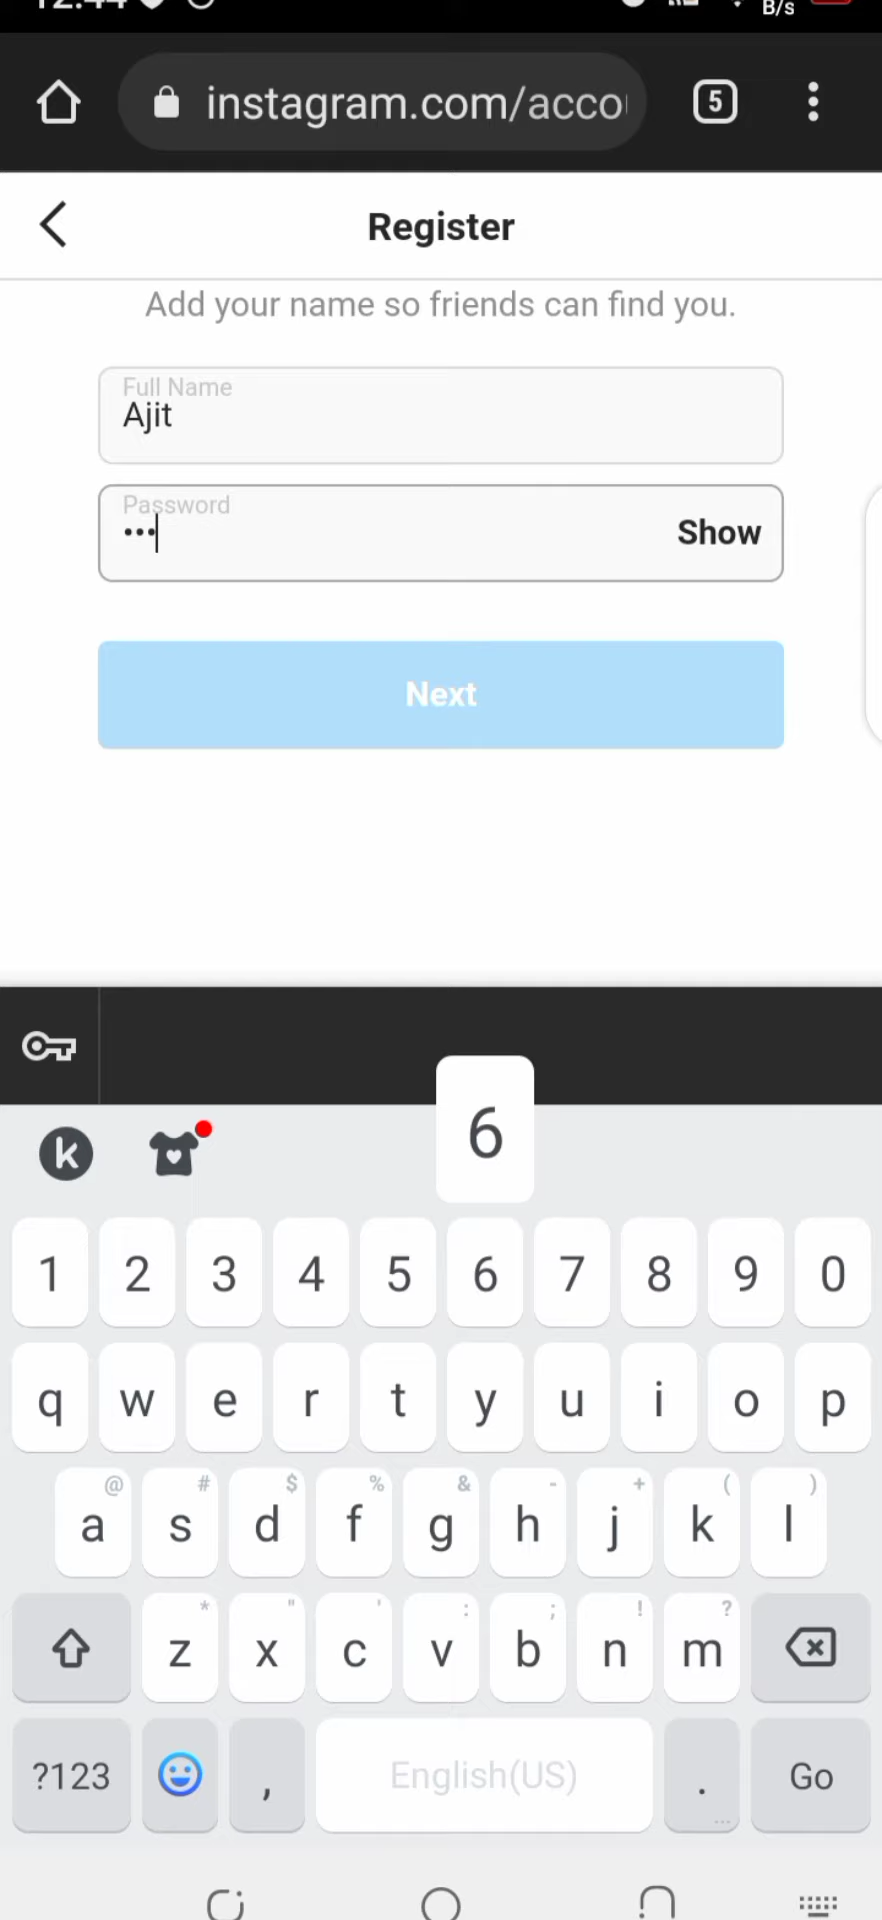 B/s
instagram.com/acco
5
Register
Add your name so friends can find you.
Full Name
Ajit
Password
•••
Show
Next
6
k
1 2 3 4 5 6 7 8 9 0
q w e r t y u i o p
@ # $ % & - + ( )
a s d f g h j k l
* " ' : ; ! ?
z x c v b n m
?123 , English(US) . Go
...